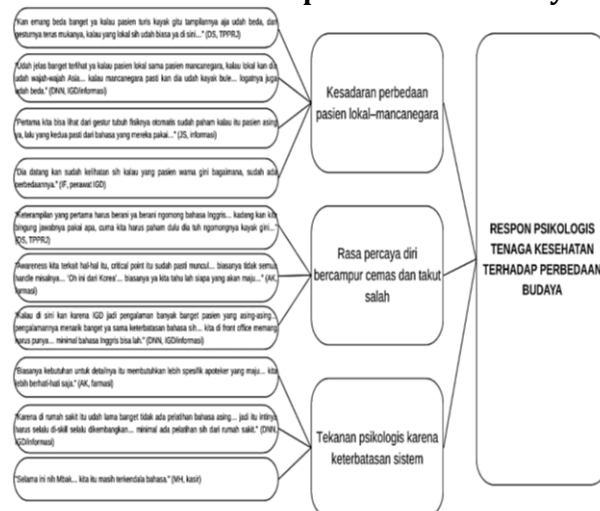 "Kan emang beda banget ya kalau pasien turis kayak gitu tampilannya aja udah beda, dan
gesturnya terus mukanya, kalau yang lokal sih udah biasa ya di sini..." (DS, TPPRJ)
"Udah jelas banget terlihat ya kalau pasien lokal sama pasien mancanegara, kalau lokal kan dia
udah wajah-wajah Asia... kalau mancanegara pasti kan dia udah kayak bule... logatnya juga
udah beda." (DNN, IGD/informasi)
"Pertama kita bisa lihat dari gestur tubuh fisiknya otomatis sudah paham kalau itu pasien asing
ya, lalu yang kedua pasti dari bahasa yang mereka pakai..." (JS, informasi)
"Dia datang kan sudah kelihatan sih kalau yang pasien warna gini bagaimana, sudah ada
perbedaannya." (IF, perawat IGD)
Kesadaran perbedaan
pasien lokal–mancanegara
"Keterampilan yang pertama harus berani ya berani ngomong bahasa Inggris... kadang kan kita
bingung jawabnya pakai apa, cuma kita harus paham dulu dia tuh ngomongnya kayak gini..."
(DS, TPPRJ)
"Awareness kita terkait hal-hal itu, critical point itu sudah pasti muncul... biasanya tidak semua
handle misalnya... 'Oh ini dari Korea'... biasanya ya kita tahu lah siapa yang akan maju..." (AK,
farmasi)
"Kalau di sini kan karena IGD jadi pengalaman banyak banget pasien yang asing-asing...
pengalamannya menarik banget ya sama keterbatasan bahasa sih... kita di front office memang
harus punya... minimal bahasa Inggris bisa lah." (DNN, IGD/informasi)
Rasa percaya diri
bercampur cemas dan takut
salah
"Biasanya kebutuhan untuk detailnya itu membutuhkan lebih spesifik apoteker yang maju... kita
lebih berhati-hati saja." (AK, farmasi)
"Karena di rumah sakit itu udah lama banget tidak ada pelatihan bahasa asing... jadi itu intinya
harus selalu di-skill selalu dikembangkan... minimal ada pelatihan sih dari rumah sakit." (DNN,
IGD/informasi)
"Selama ini nih Mbak... kita itu masih terkendala bahasa." (WH, kasir)
Tekanan psikologis karena
keterbatasan sistem
RESPON PSIKOLOGIS
TENAGA KESEHATAN
TERHADAP PERBEDAAN
BUDAYA